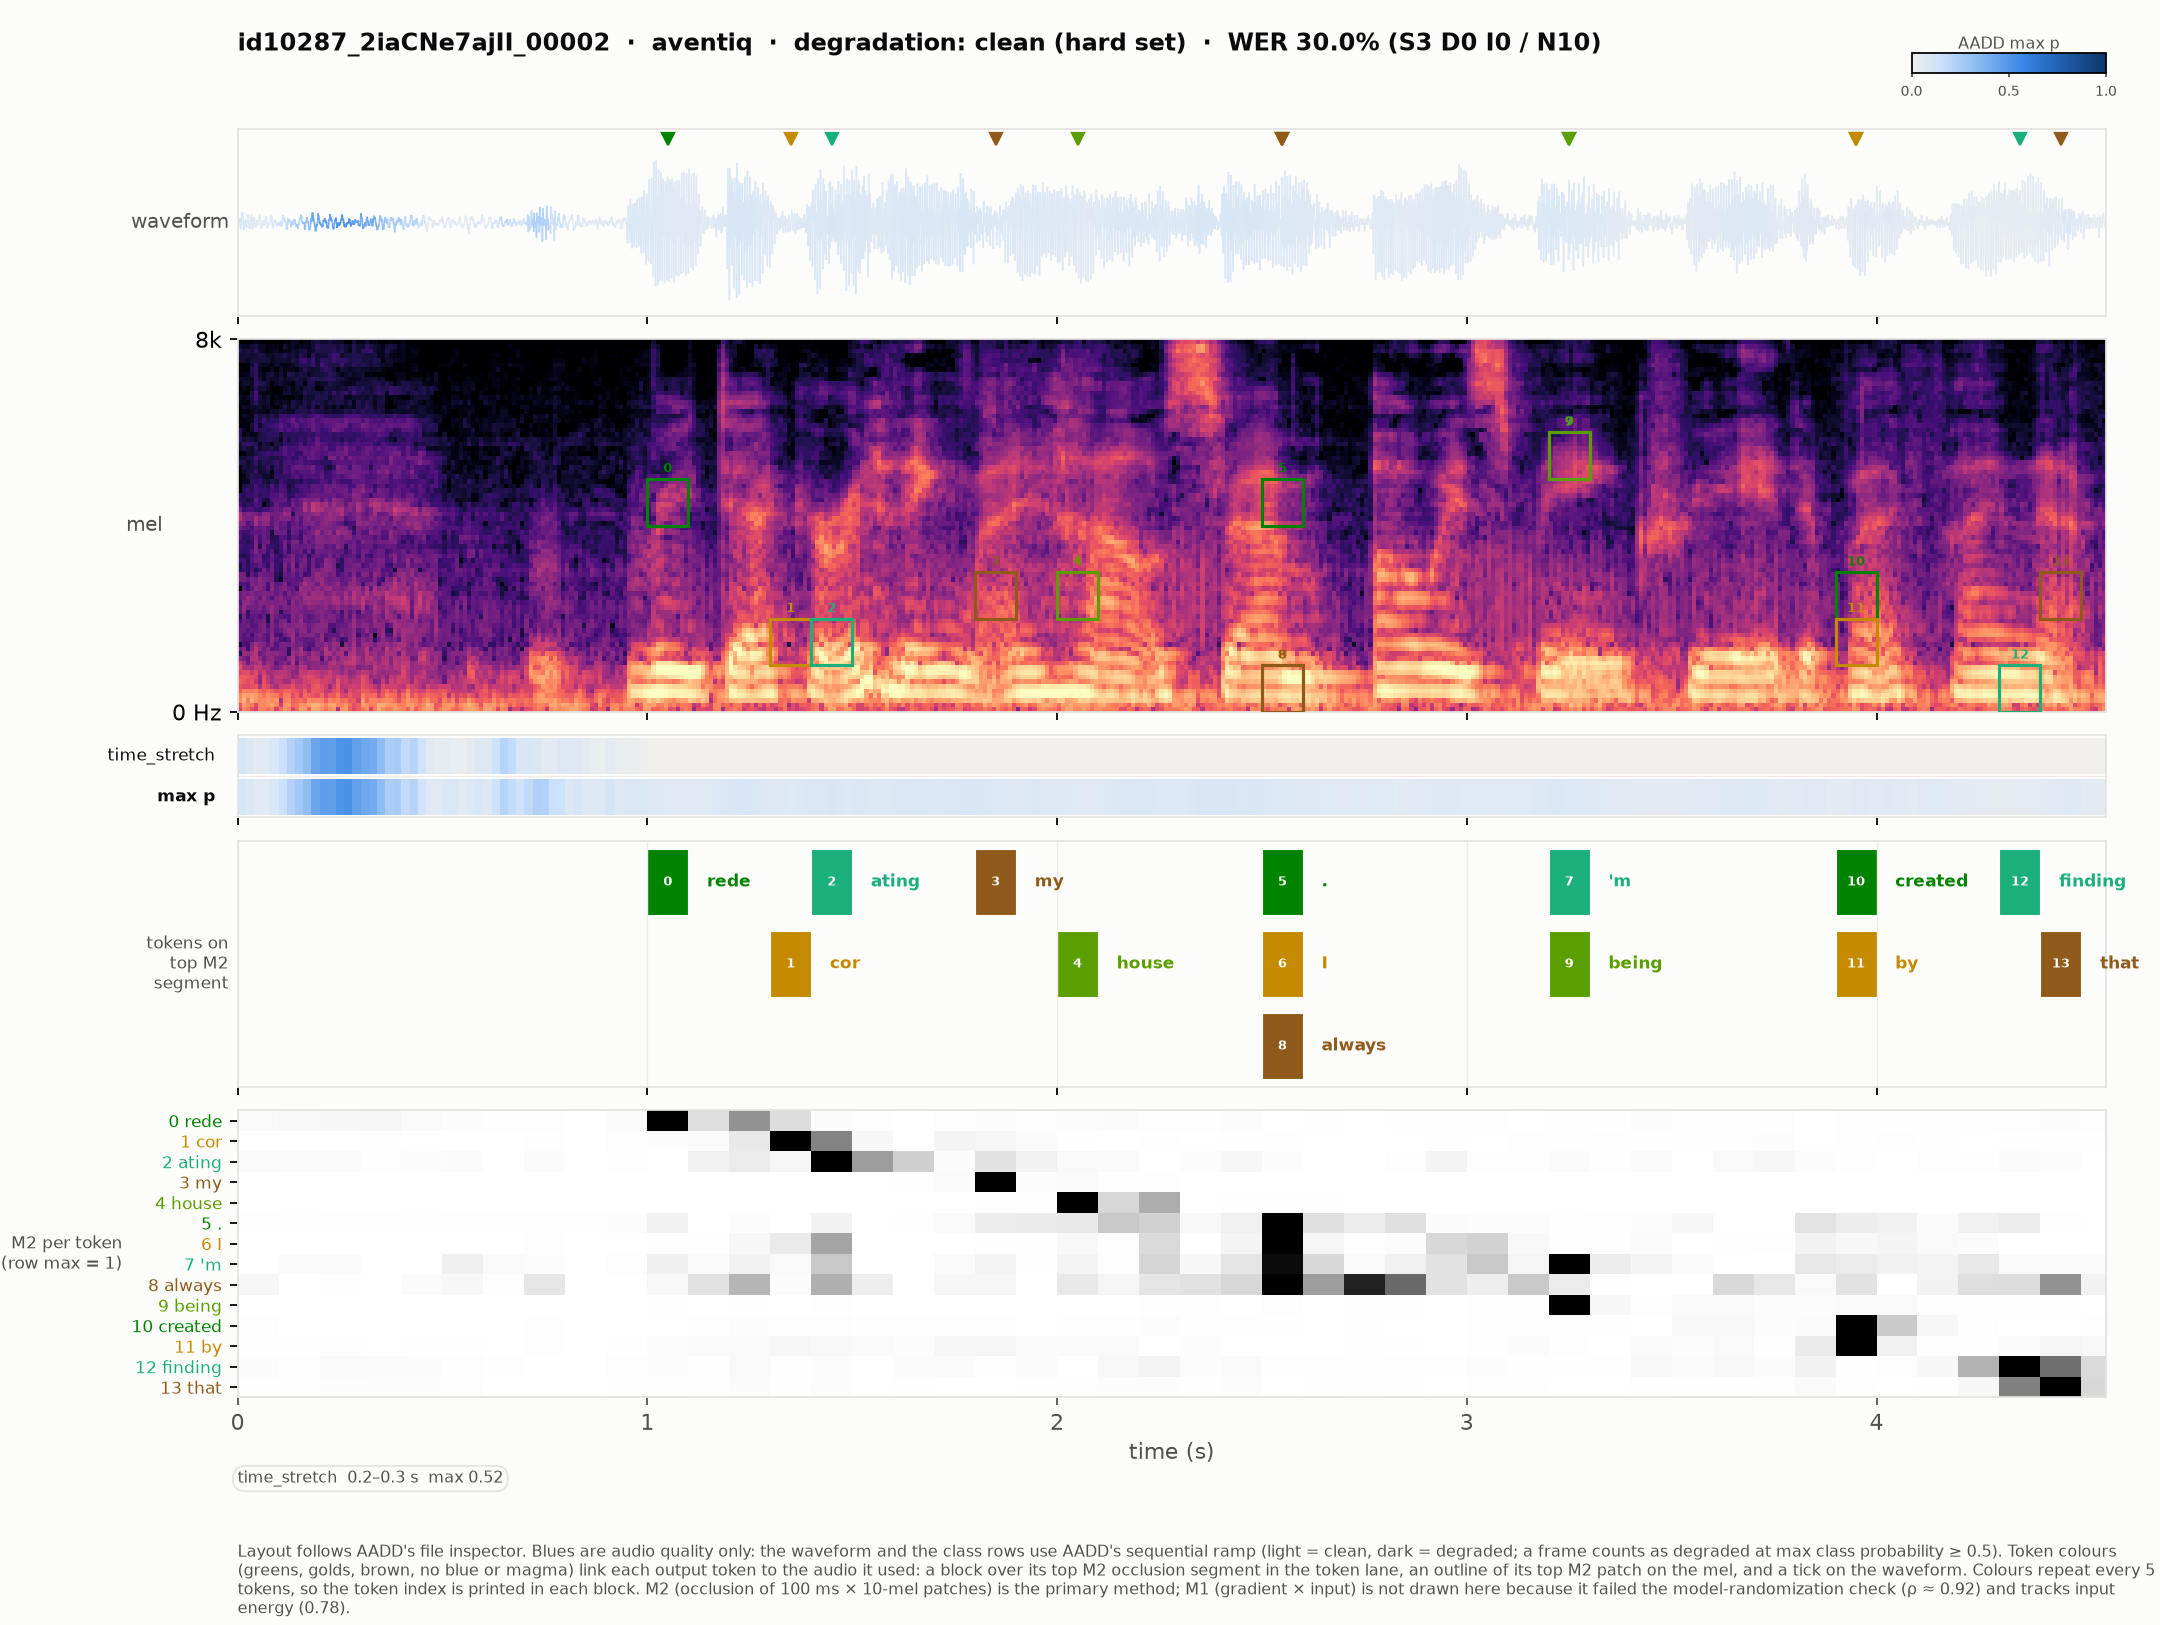 id10287_2iaCNe7ajII_00002 · aventiq · degradation: clean (hard set) · WER 30.0% (S3 D0 I0 / N10)
AADD max p
0.0 0.5 1.0
waveform
8k
mel
0 Hz
0
1
2
4
8
9
10
11
12
time_stretch
max p
tokens on
top M2
segment
0 rede
2 ating
3 my
5 .
7 'm
10 created
12 finding
1 cor
4 house
6 I
9 being
11 by
13 that
8 always
M2 per token
(row max = 1)
0 rede
1 cor
2 ating
3 my
4 house
5 .
6 I
7 'm
8 always
9 being
10 created
11 by
12 finding
13 that
0 1 2 3 4
time (s)
time_stretch 0.2–0.3 s max 0.52
Layout follows AADD's file inspector. Blues are audio quality only: the waveform and the class rows use AADD's sequential ramp (light = clean, dark = degraded; a frame counts as degraded at max class probability ≥ 0.5). Token colours
(greens, golds, brown, no blue or magma) link each output token to the audio it used: a block over its top M2 occlusion segment in the token lane, an outline of its top M2 patch on the mel, and a tick on the waveform. Colours repeat every 5
tokens, so the token index is printed in each block. M2 (occlusion of 100 ms × 10-mel patches) is the primary method; M1 (gradient × input) is not drawn here because it failed the model-randomization check (ρ ≈ 0.92) and tracks input
energy (0.78).